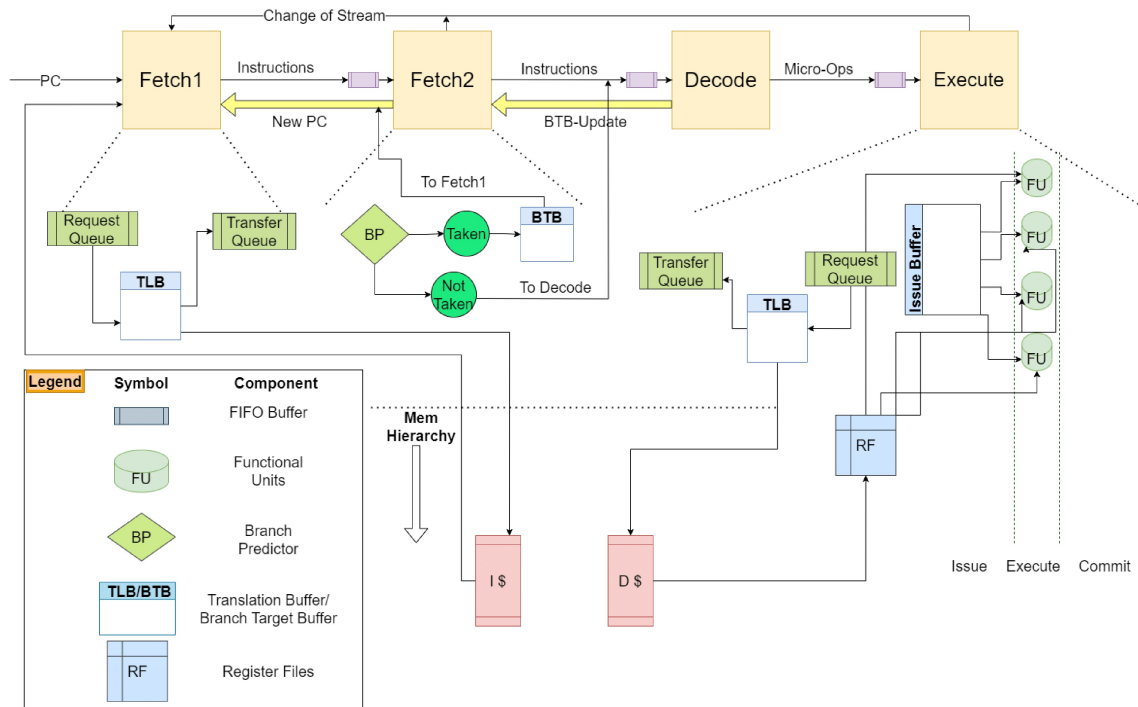 Change of Stream
PC
Fetch1
Instructions
Fetch2
Instructions
Decode
Micro-Ops
Execute
New PC
BTB-Update
To Fetch1
Request
Queue
Transfer
Queue
TLB
BP
Taken
BTB
Not
Taken
To Decode
Transfer
Queue
Request
Queue
TLB
Issue Buffer
FU
FU
FU
FU
RF
Issue
Execute
Commit
Mem
Hierarchy
I $
D $
Legend
Symbol
Component
FIFO Buffer
FU
Functional
Units
BP
Branch
Predictor
TLB/BTB
Translation Buffer/
Branch Target Buffer
RF
Register Files